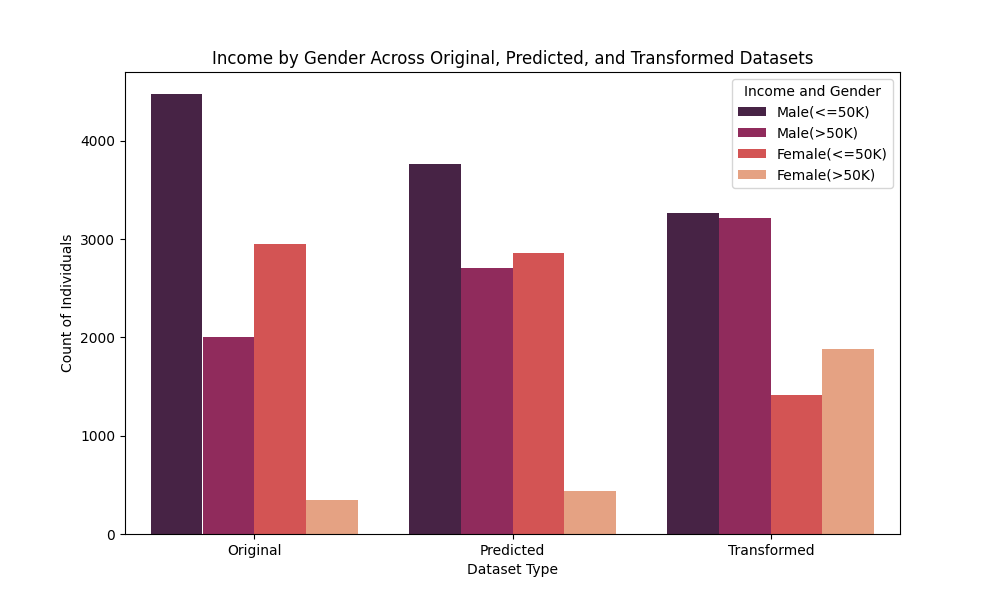 Income by Gender Across Original, Predicted, and Transformed Datasets
Income and Gender
Male(<=50K)
Male(>50K)
Female(<=50K)
Female(>50K)
Count of Individuals
4000
3000
2000
1000
0
Original
Predicted
Transformed
Dataset Type